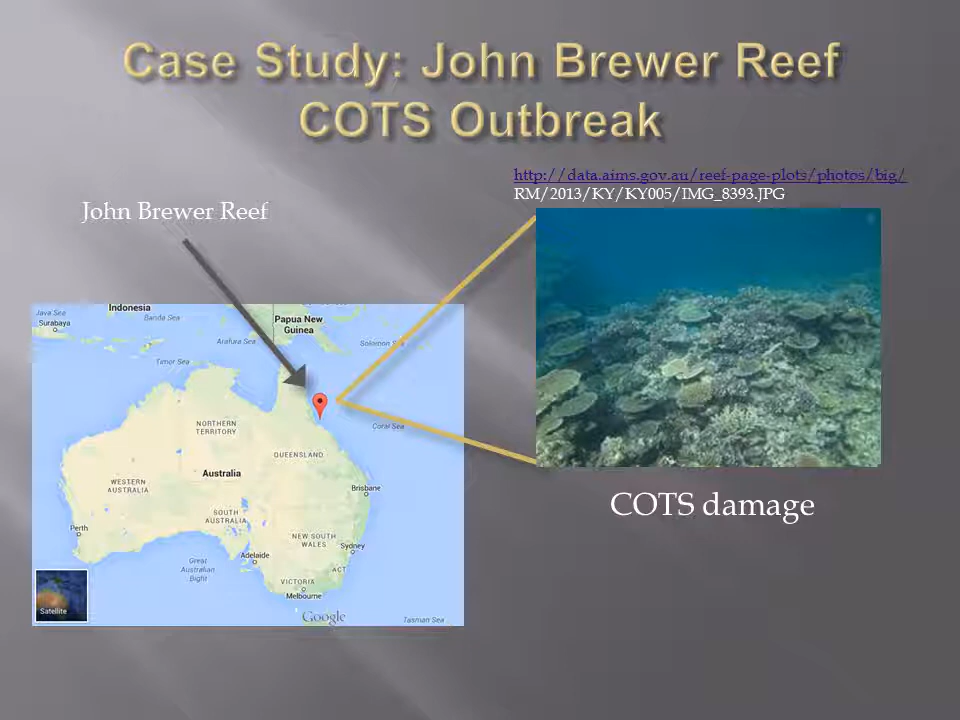 Case Study: John Brewer Reef
COTS Outbreak
http://data.aims.gov.au/reef-page-plots/photos/big/
RM/2013/KY/KY005/IMG_8393.JPG
John Brewer Reef
Indonesia
Java Sea
Banda Sea
Surabaya
Papua New
Guinea
Arafura Sea
Solomon Sea
Timor Sea
NORTHERN
TERRITORY
Coral Sea
QUEENSLAND
Australia
WESTERN
AUSTRALIA
Brisbane
SOUTH
AUSTRALIA
Perth
NEW SOUTH
WALES
Sydney
Adelaide
Great
Australian
Bight
ACT
VICTORIA
Melbourne
Satellite
Google
Tasman Sea
COTS damage